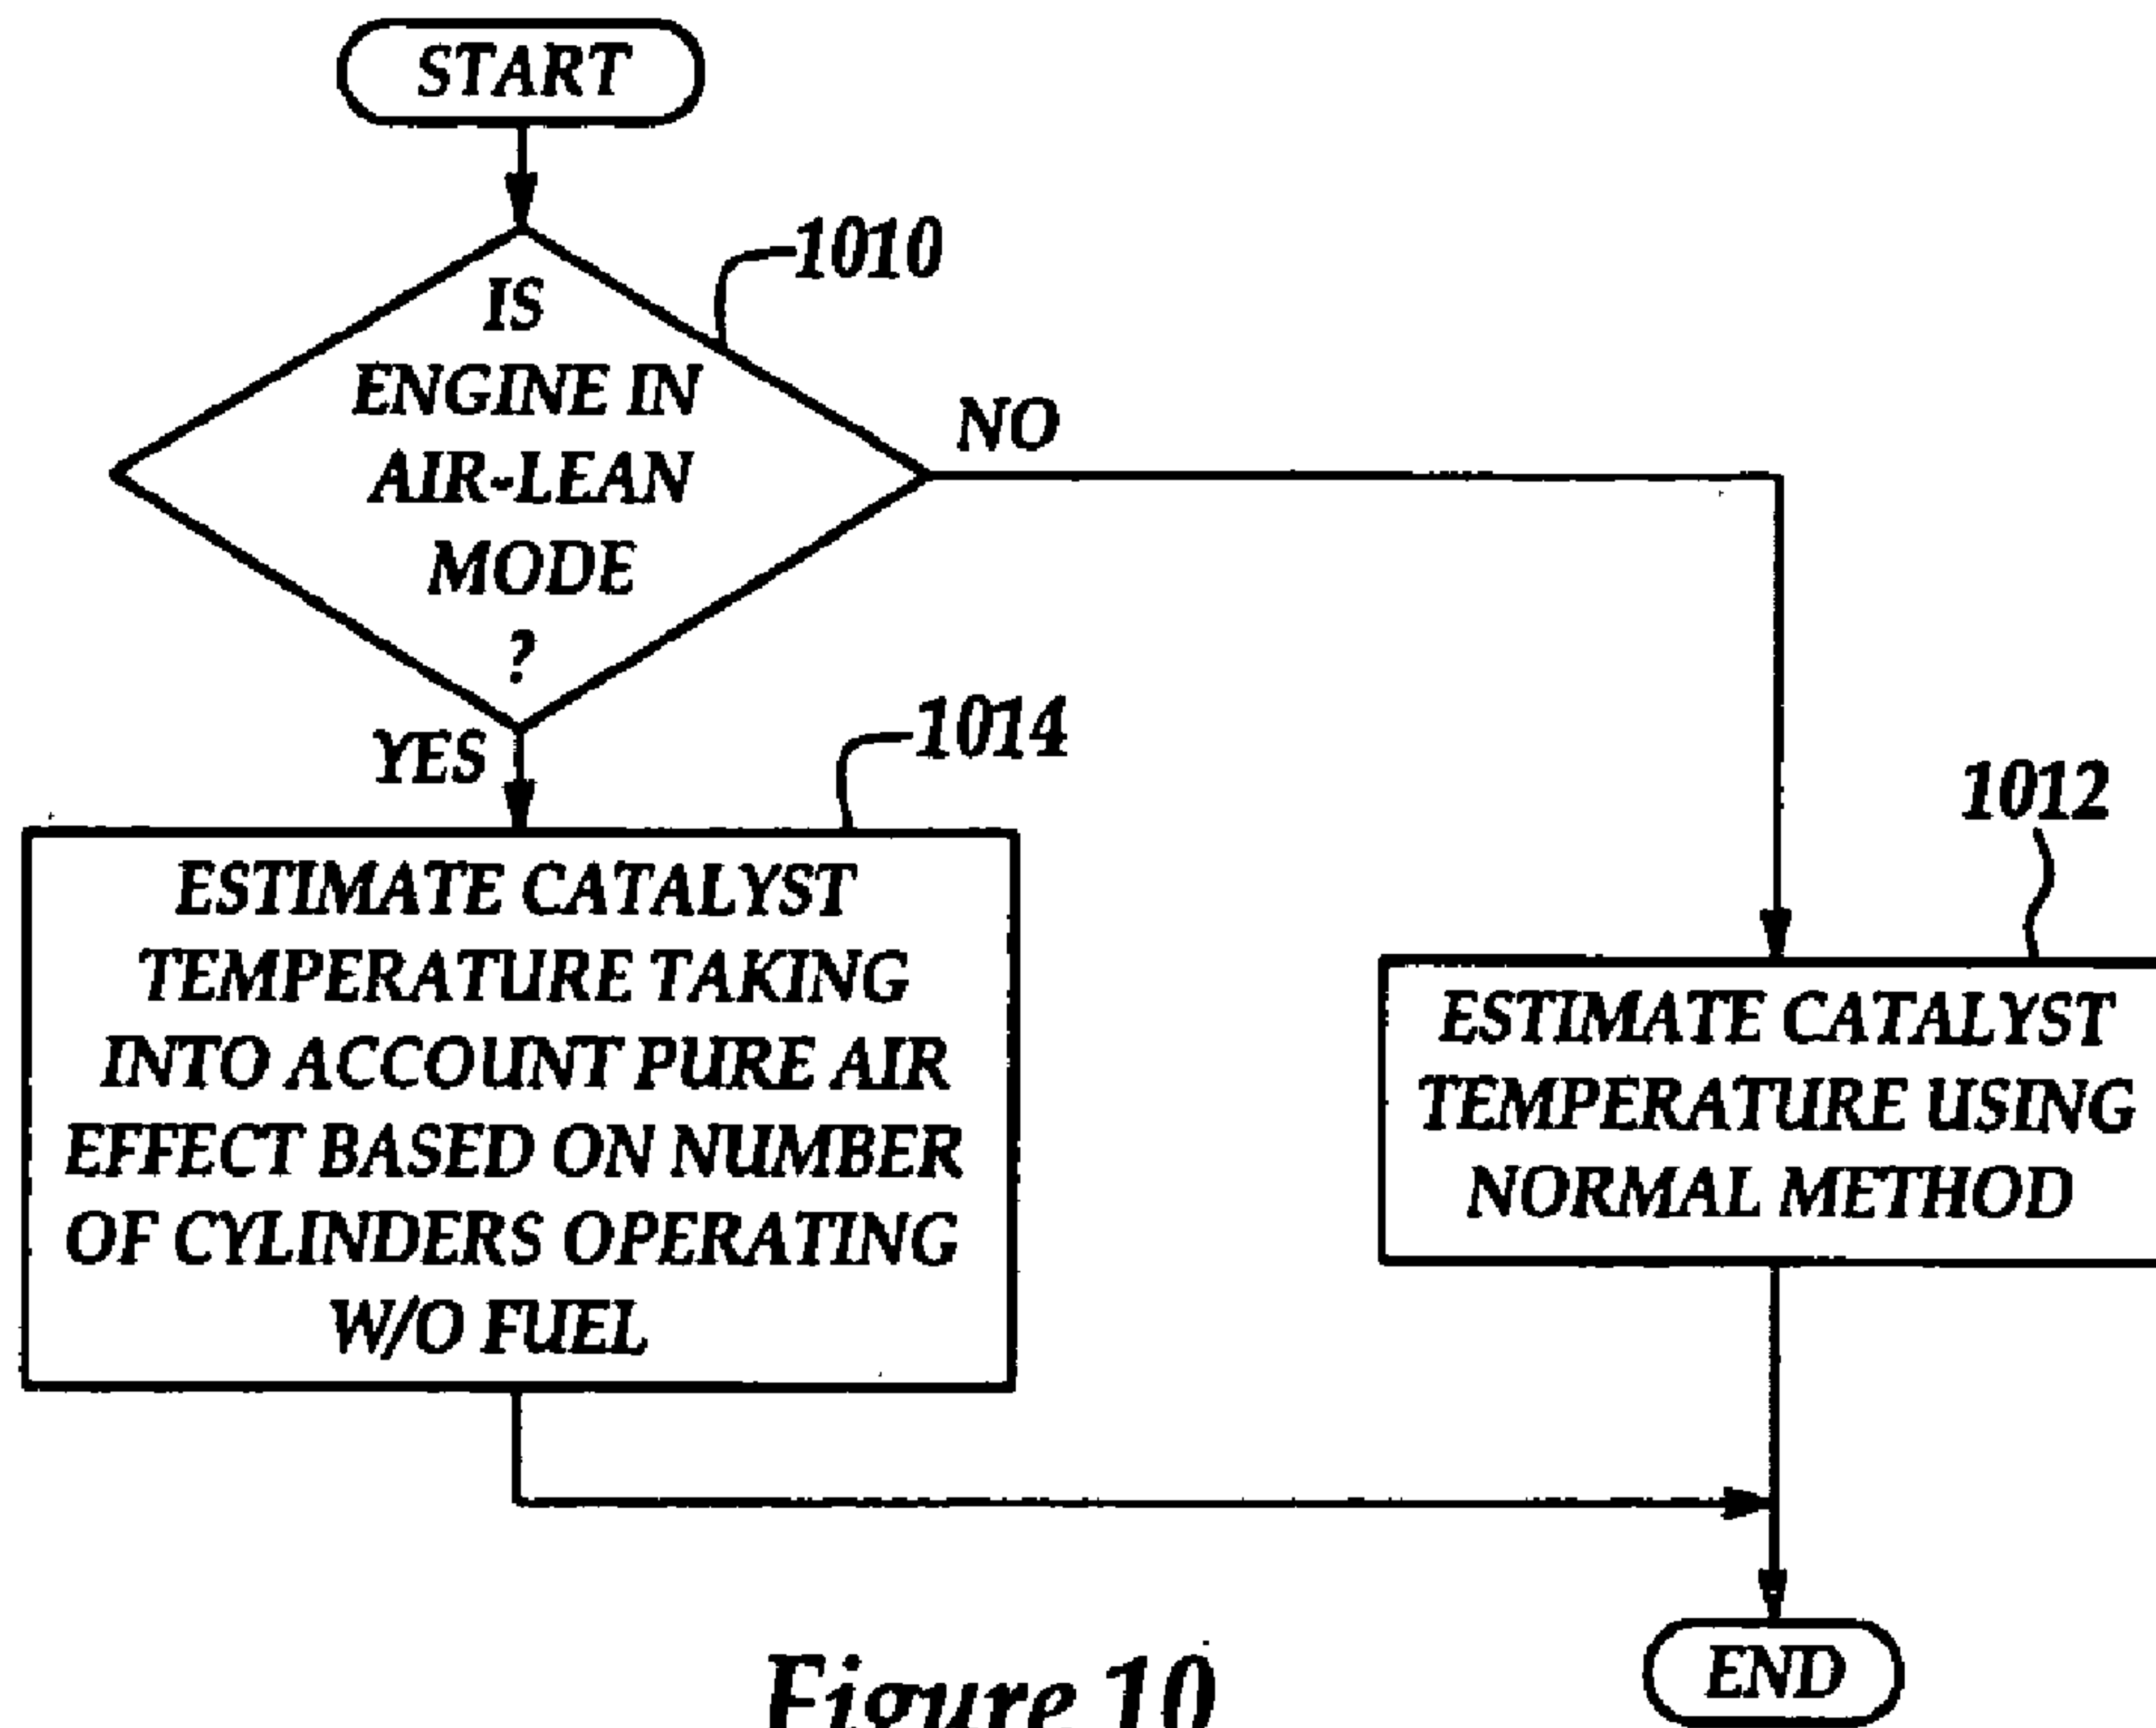 START
1010
IS
ENGINE IN
AIR-LEAN
MODE
?
NO
YES
1014
ESTIMATE CATALYST
TEMPERATURE TAKING
INTO ACCOUNT PURE AIR
EFFECT BASED ON NUMBER
OF CYLINDERS OPERATING
W/O FUEL
1012
ESTIMATE CATALYST
TEMPERATURE USING
NORMAL METHOD
END
Figure 10